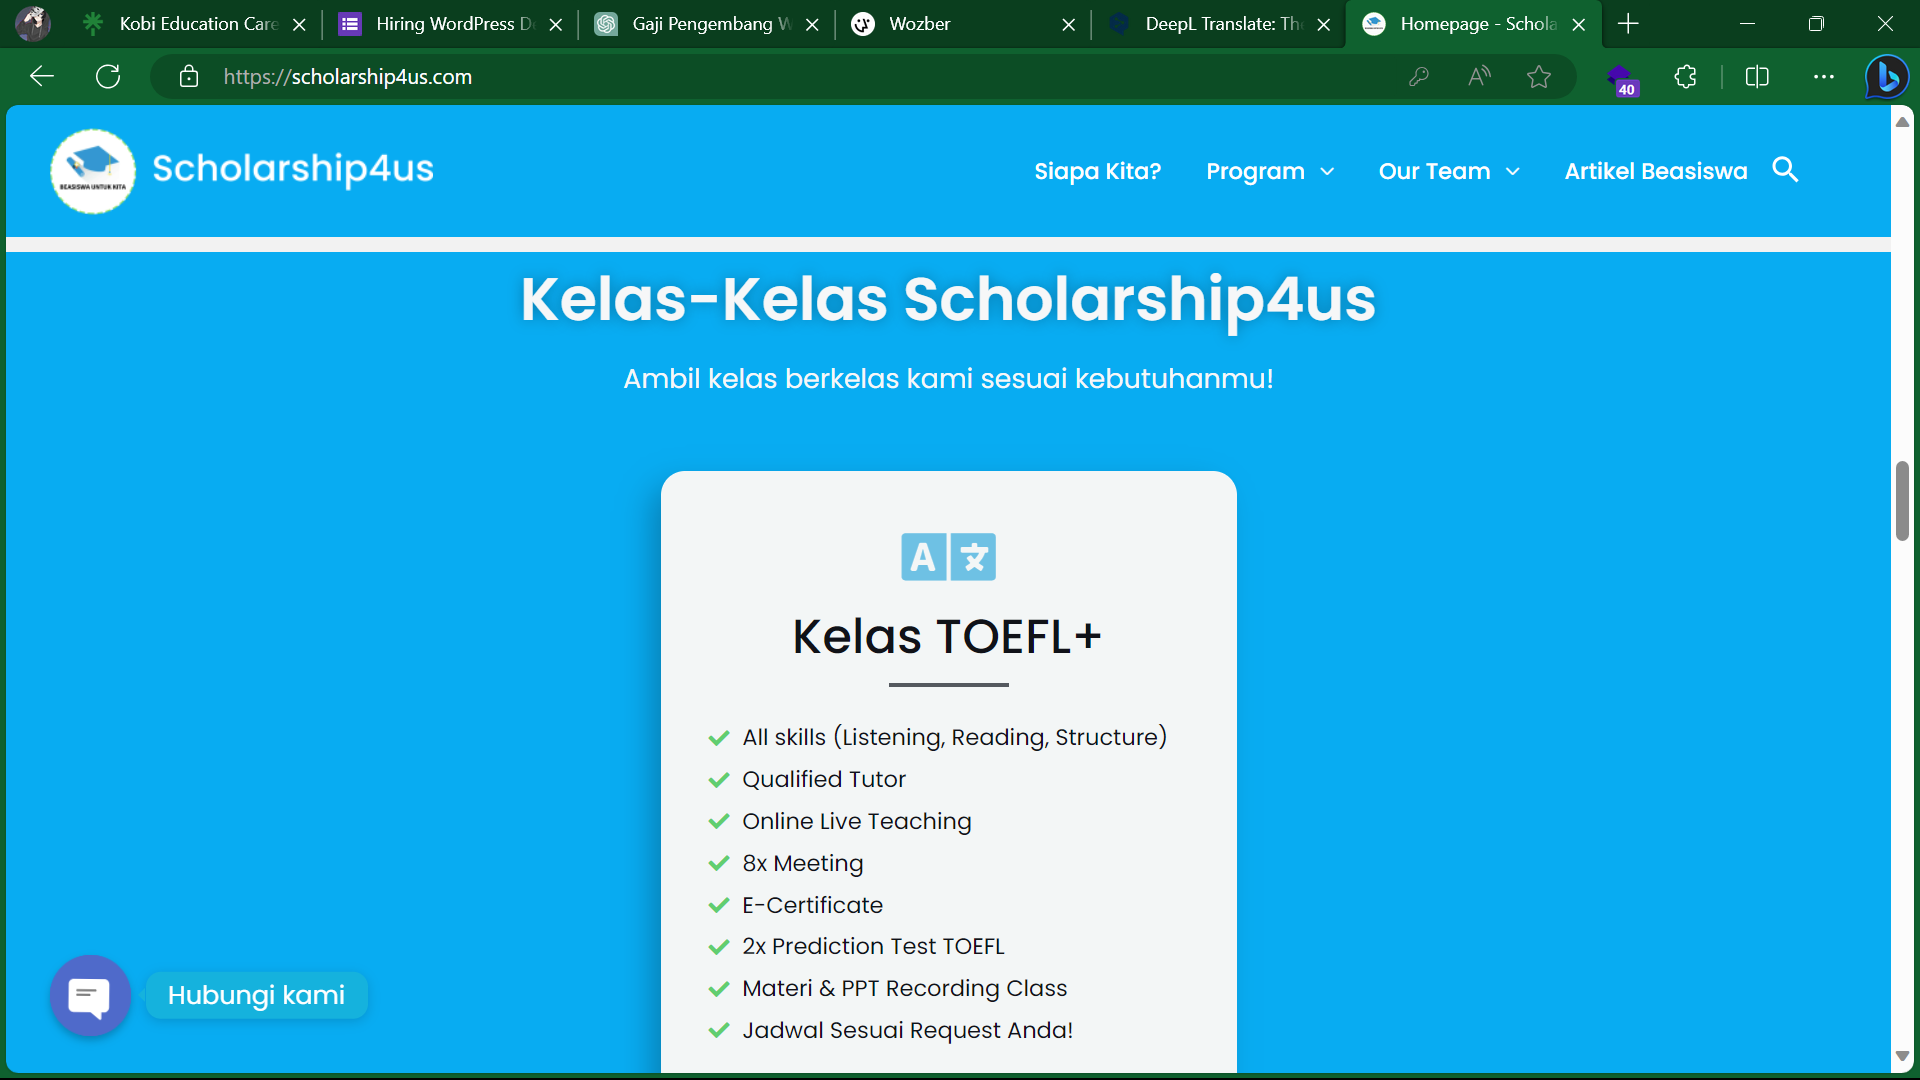 Kobi Education Care
Hiring WordPress D
Gaji Pengembang W
Wozber
DeepL Translate: Th
Homepage - Schola
https://scholarship4us.com
40
BEASISWA UNTUK KITA
Scholarship4us
Siapa Kita?
Program
Our Team
Artikel Beasiswa
Kelas-Kelas Scholarship4us
Ambil kelas berkelas kami sesuai kebutuhanmu!
A
Kelas TOEFL+
All skills (Listening, Reading, Structure)
Qualified Tutor
Online Live Teaching
8x Meeting
E-Certificate
2x Prediction Test TOEFL
Materi & PPT Recording Class
Jadwal Sesuai Request Anda!
Hubungi kami